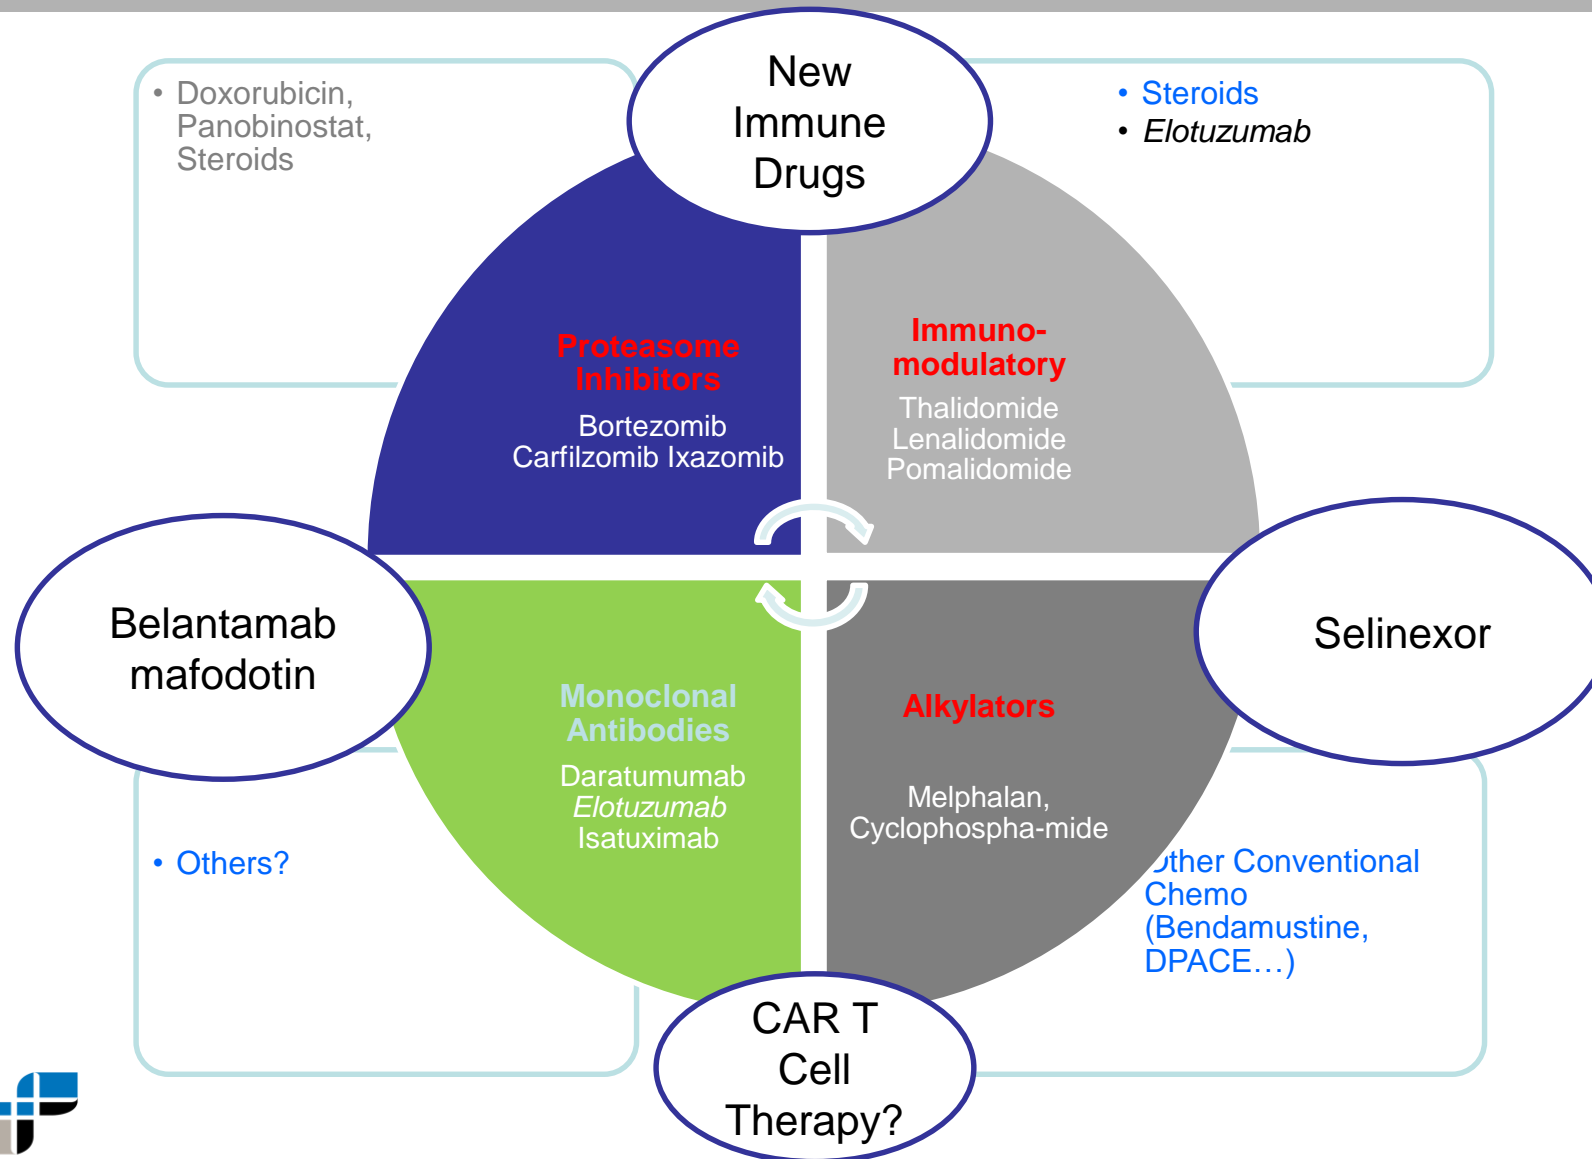 New
Immune
Drugs
• Doxorubicin,
Panobinostat,
Steroids
• Steroids
• Elotuzumab
Proteasome
Inhibitors
Bortezomib
Carfilzomib Ixazomib
Immuno-
modulatory
Thalidomide
Lenalidomide
Pomalidomide
Belantamab
mafodotin
Selinexor
Monoclonal
Antibodies
Daratumumab
Elotuzumab
Isatuximab
Alkylators
Melphalan,
Cyclophospha-mide
• Others?
Other Conventional
Chemo
(Bendamustine,
DPACE…)
CAR T
Cell
Therapy?